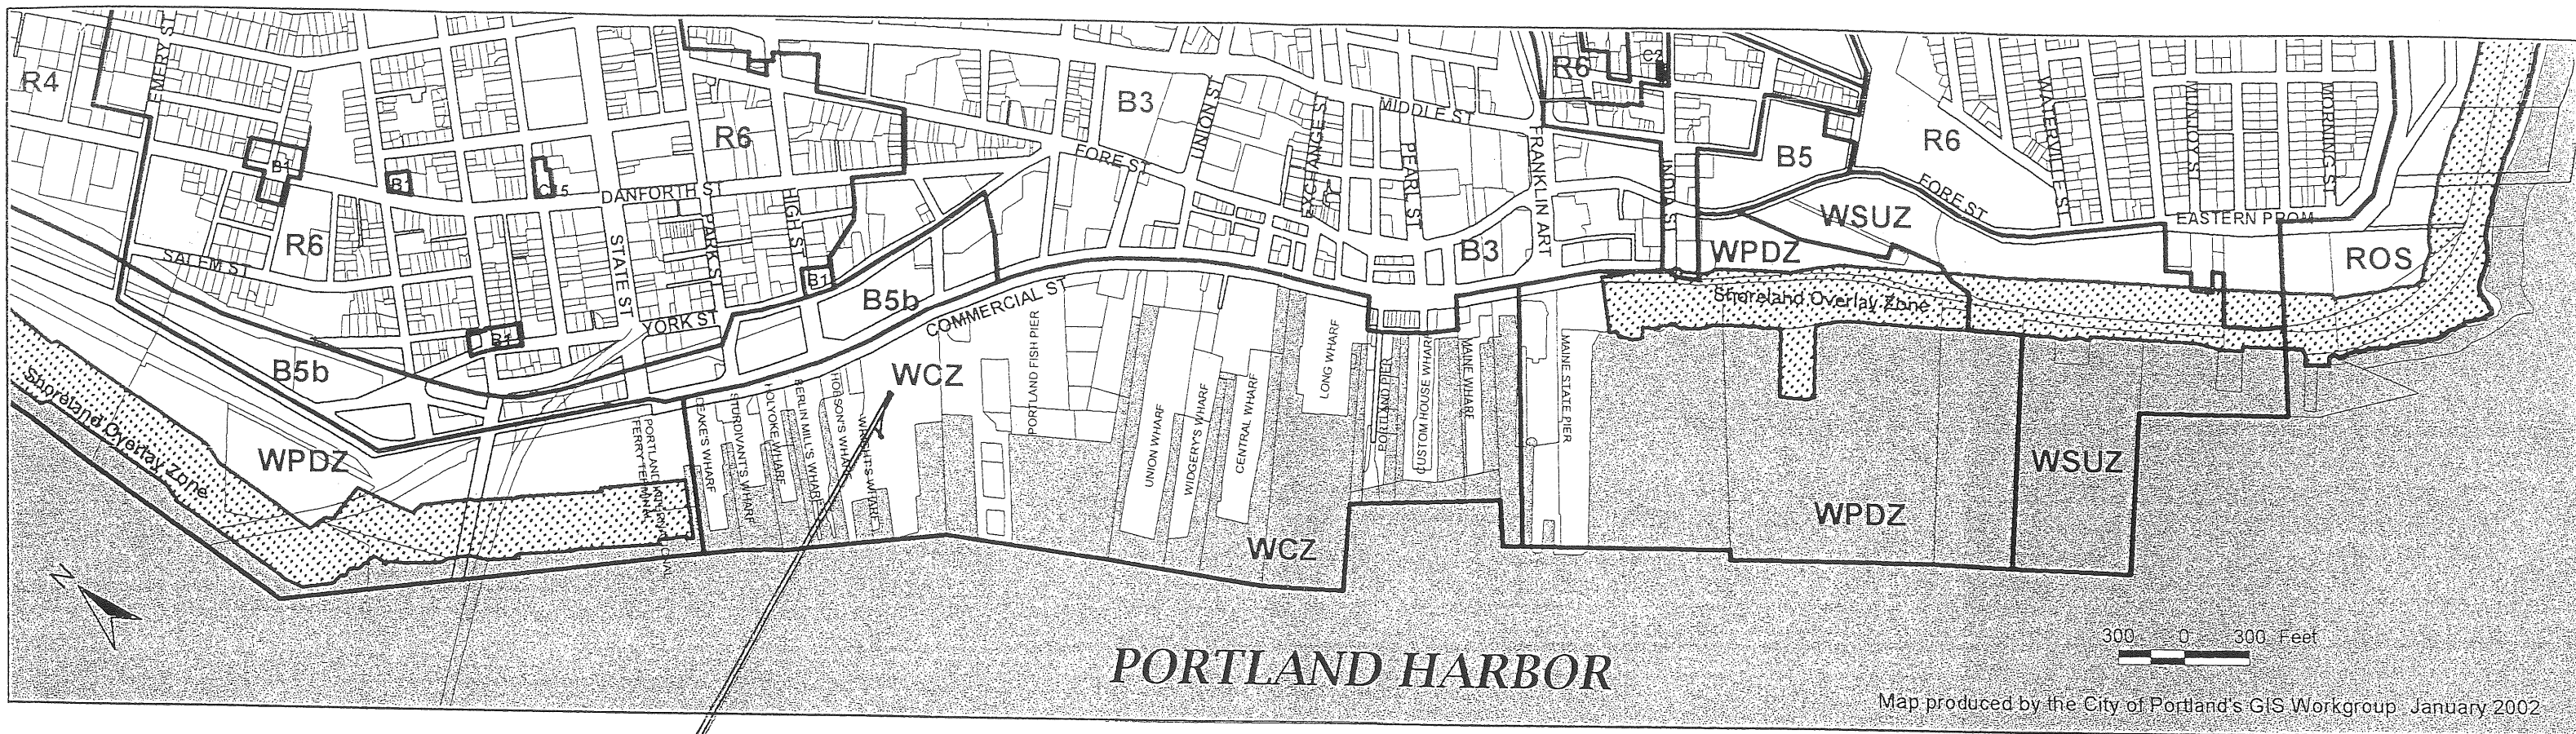 R4
EMERY ST
B1
B1
C15
R6
B3
UNION S
EXCHANGE S
MIDDLE ST
PEARL ST
FRANKLIN ART
R6
C2
INDIA ST
B5
R6
WATERVILLE ST
MUNJOY S
MORNING ST
FORE ST
FORE ST
EASTERN PROM
DANFORTH ST
HIGH ST
PARK ST
STATE ST
R6
SALEM ST
B1
B1
YORK ST
B5b
B5b
COMMERCIAL ST
B3
WSUZ
WPDZ
ROS
Shoreland Overlay Zone
Shoreland Overlay Zone
WPDZ
WCZ
PORTLAND INTERNATIONAL
FERRY TERMINAL
DEAKE'S WHARF
STURDIVANT'S WHARF
HOLYOKE WHARF
BERLIN MILL'S WHARF
HOBSON'S WHARF
WRIGHT'S WHARF
PORTLAND FISH PIER
UNION WHARF
WIDGERY'S WHARF
CENTRAL WHARF
LONG WHARF
PORTLAND PIER
CUSTOM HOUSE WHARF
MAINE WHARF
MAINE STATE PIER
WCZ
WPDZ
WSUZ
N
PORTLAND HARBOR
300 0 300 Feet
Map produced by the City of Portland's GIS Workgroup January 2002